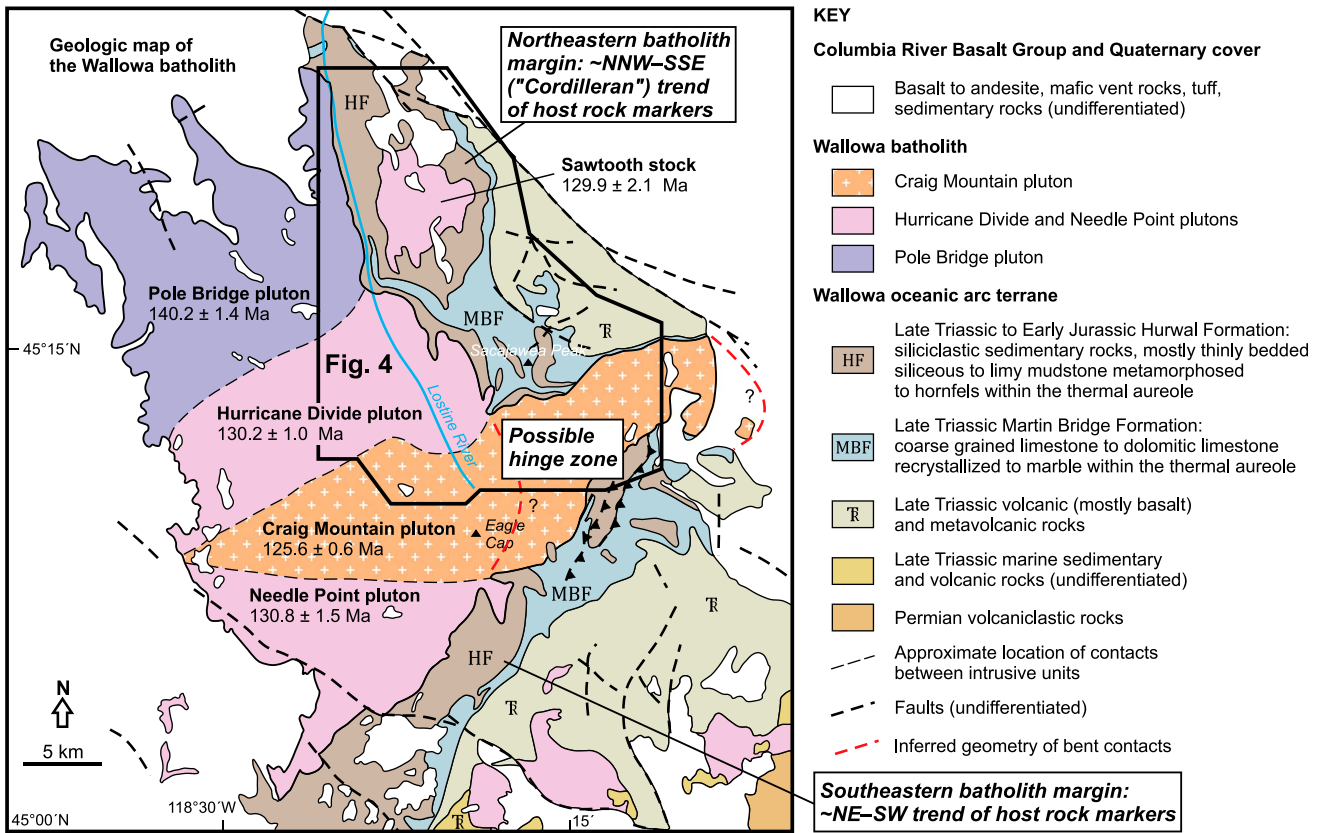 Geologic map of
the Wallowa batholith
Northeastern batholith
margin: ~NNW–SSE
("Cordilleran") trend
of host rock markers
HF
Sawtooth stock
129.9 ± 2.1 Ma
Pole Bridge pluton
140.2 ± 1.4 Ma
MBF
TR
45°15´N
Sacajawea Peak
Fig. 4
Lostine River
Hurricane Divide pluton
130.2 ± 1.0 Ma
Possible
hinge zone
?
?
Craig Mountain pluton
125.6 ± 0.6 Ma
Eagle
Cap
Needle Point pluton
130.8 ± 1.5 Ma
MBF
TR
HF
N
5 km
TR
118°30´W
45°00´N
TR
15´
KEY
Columbia River Basalt Group and Quaternary cover
Basalt to andesite, mafic vent rocks, tuff,
sedimentary rocks (undifferentiated)
Wallowa batholith
Craig Mountain pluton
Hurricane Divide and Needle Point plutons
Pole Bridge pluton
Wallowa oceanic arc terrane
Late Triassic to Early Jurassic Hurwal Formation:
siliciclastic sedimentary rocks, mostly thinly bedded
HF
siliceous to limy mudstone metamorphosed
to hornfels within the thermal aureole
Late Triassic Martin Bridge Formation:
MBF
coarse grained limestone to dolomitic limestone
recrystallized to marble within the thermal aureole
TR
Late Triassic volcanic (mostly basalt)
and metavolcanic rocks
Late Triassic marine sedimentary
and volcanic rocks (undifferentiated)
Permian volcaniclastic rocks
Approximate location of contacts
between intrusive units
Faults (undifferentiated)
Inferred geometry of bent contacts
Southeastern batholith margin:
~NE–SW trend of host rock markers